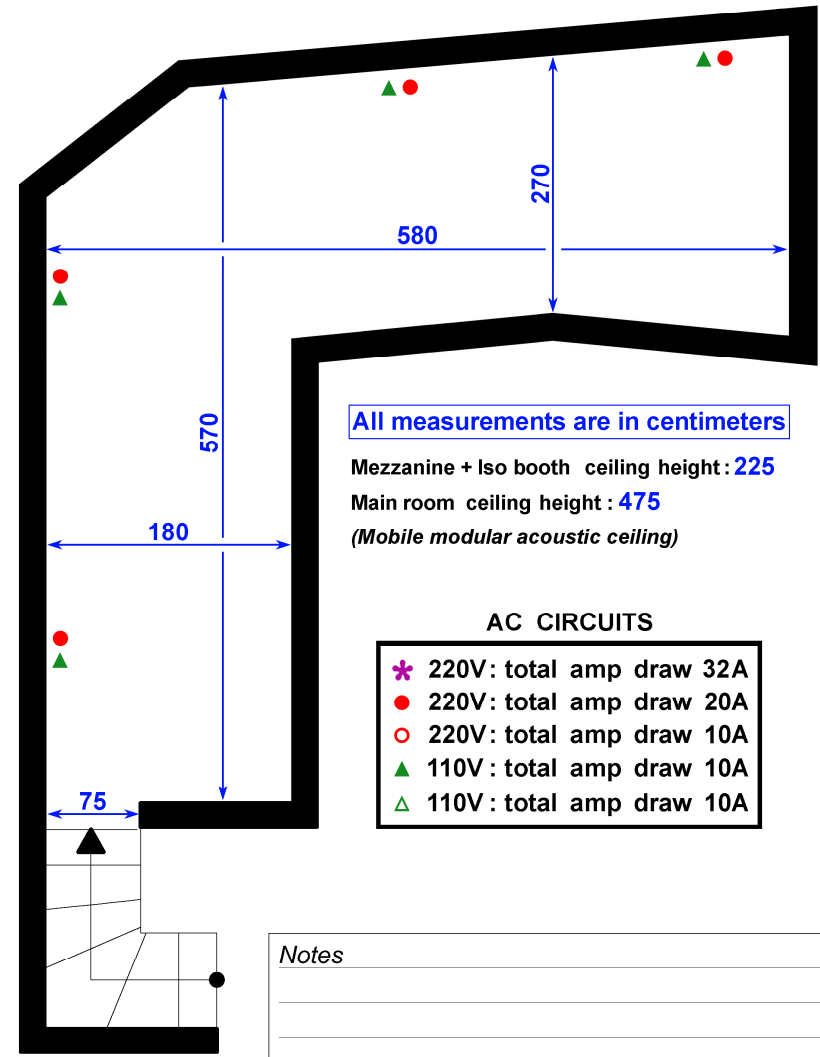 270
580
570
All measurements are in centimeters
Mezzanine + Iso booth ceiling height : 225
Main room ceiling height : 475
(Mobile modular acoustic ceiling)
180
AC CIRCUITS
220V : total amp draw 32A
220V : total amp draw 20A
220V : total amp draw 10A
110V : total amp draw 10A
110V : total amp draw 10A
75
Notes